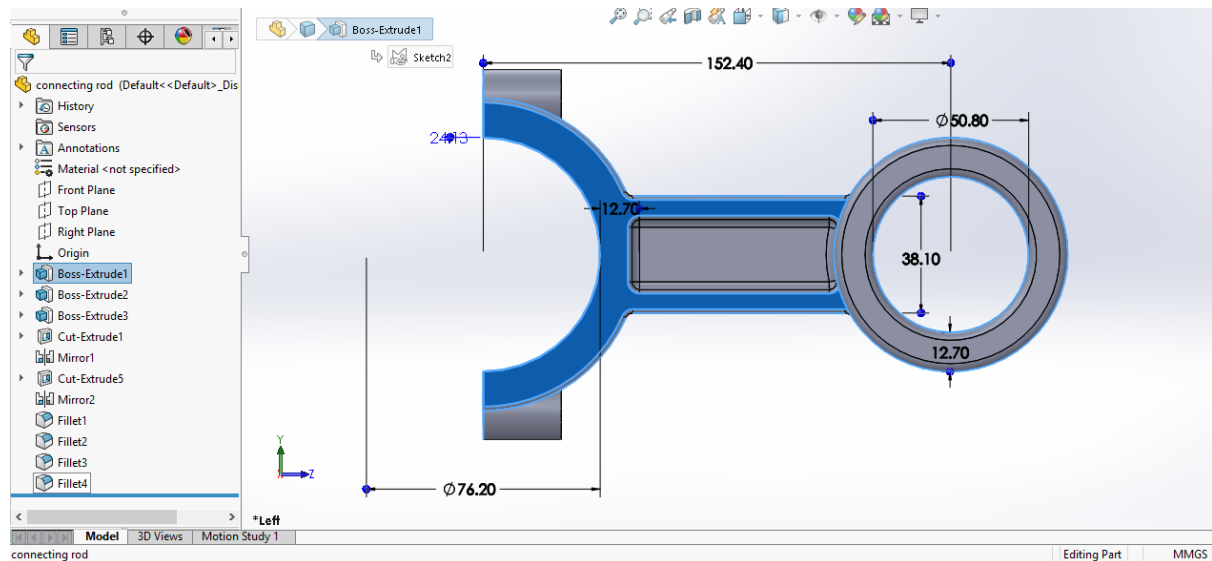 Boss-Extrude1
Sketch2
connecting rod (Default<<Default>_Dis
History
Sensors
Annotations
Material <not specified>
Front Plane
Top Plane
Right Plane
Origin
Boss-Extrude1
Boss-Extrude2
Boss-Extrude3
Cut-Extrude1
Mirror1
Cut-Extrude5
Mirror2
Fillet1
Fillet2
Fillet3
Fillet4
152.40
Ø50.80
24.13
12.70
38.10
12.70
Ø76.20
Y
Z
*Left
Model 3D Views Motion Study 1
connecting rod
Editing Part MMGS